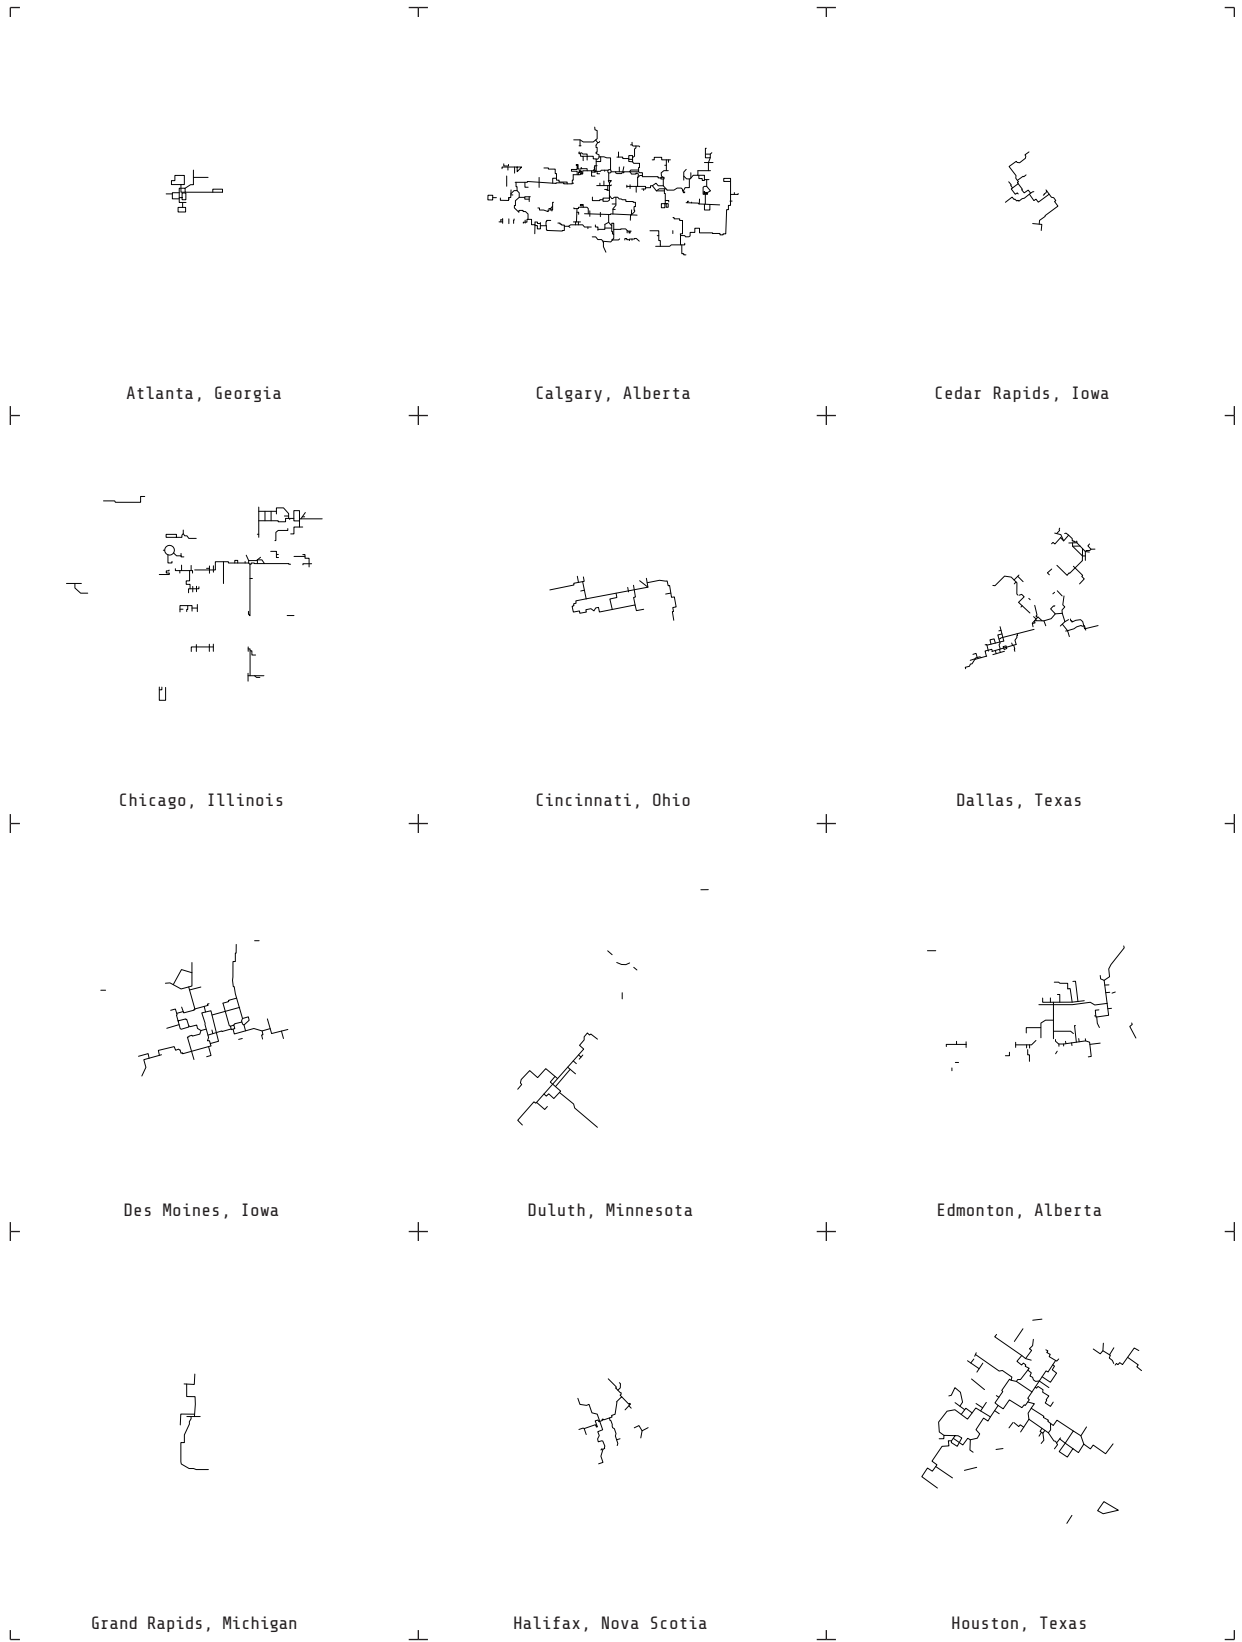 Atlanta, Georgia
Calgary, Alberta
Cedar Rapids, Iowa
Chicago, Illinois
Cincinnati, Ohio
Dallas, Texas
Des Moines, Iowa
Duluth, Minnesota
Edmonton, Alberta
Grand Rapids, Michigan
Halifax, Nova Scotia
Houston, Texas